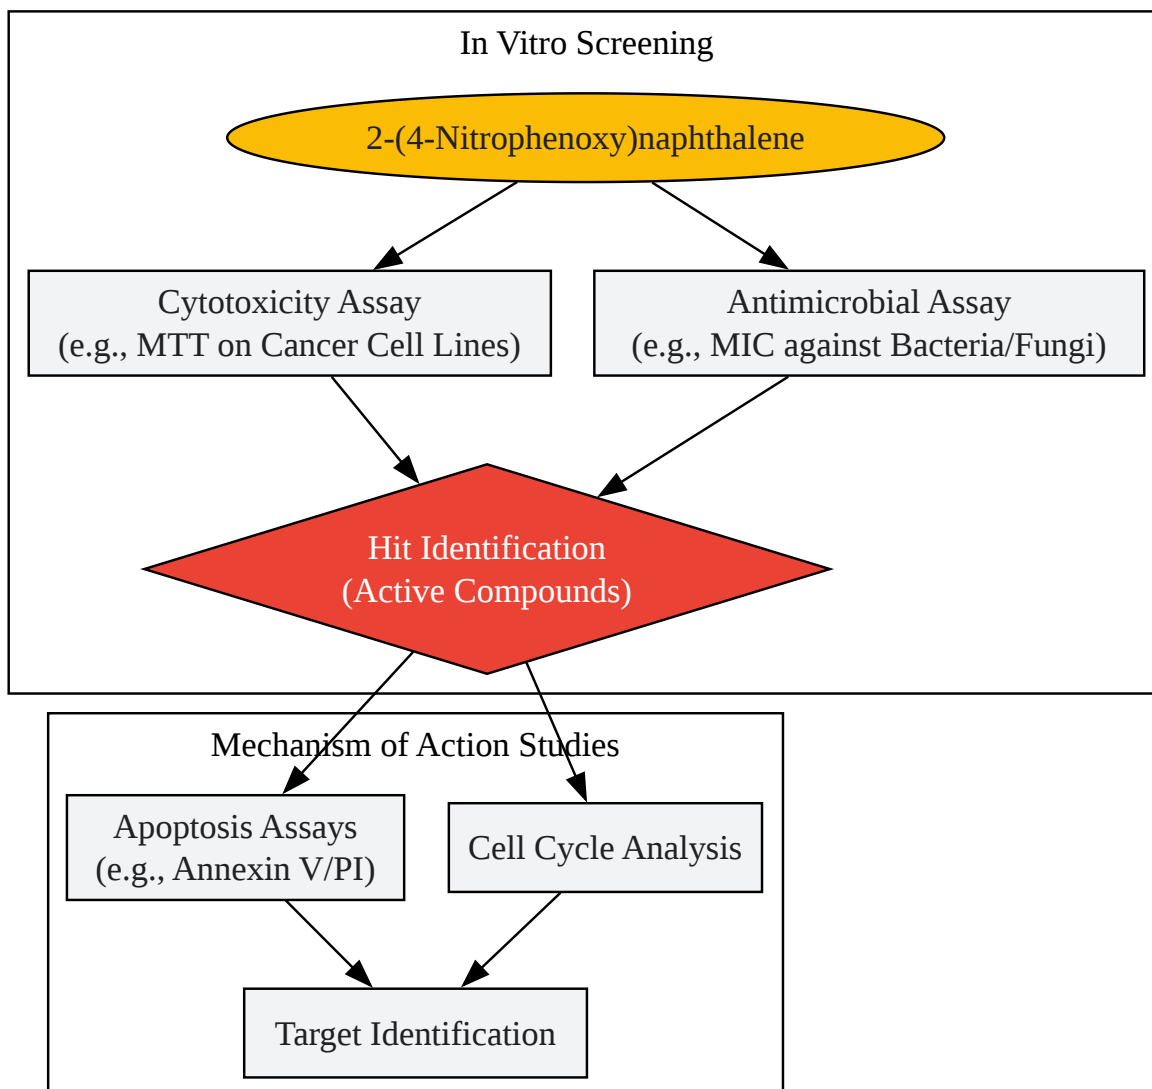 In Vitro Screening
2-(4-Nitrophenoxy)naphthalene
Cytotoxicity Assay
(e.g., MTT on Cancer Cell Lines)
Antimicrobial Assay
(e.g., MIC against Bacteria/Fungi)
Hit Identification
(Active Compounds)
Mechanism of Action Studies
Apoptosis Assays
(e.g., Annexin V/PI)
Cell Cycle Analysis
Target Identification